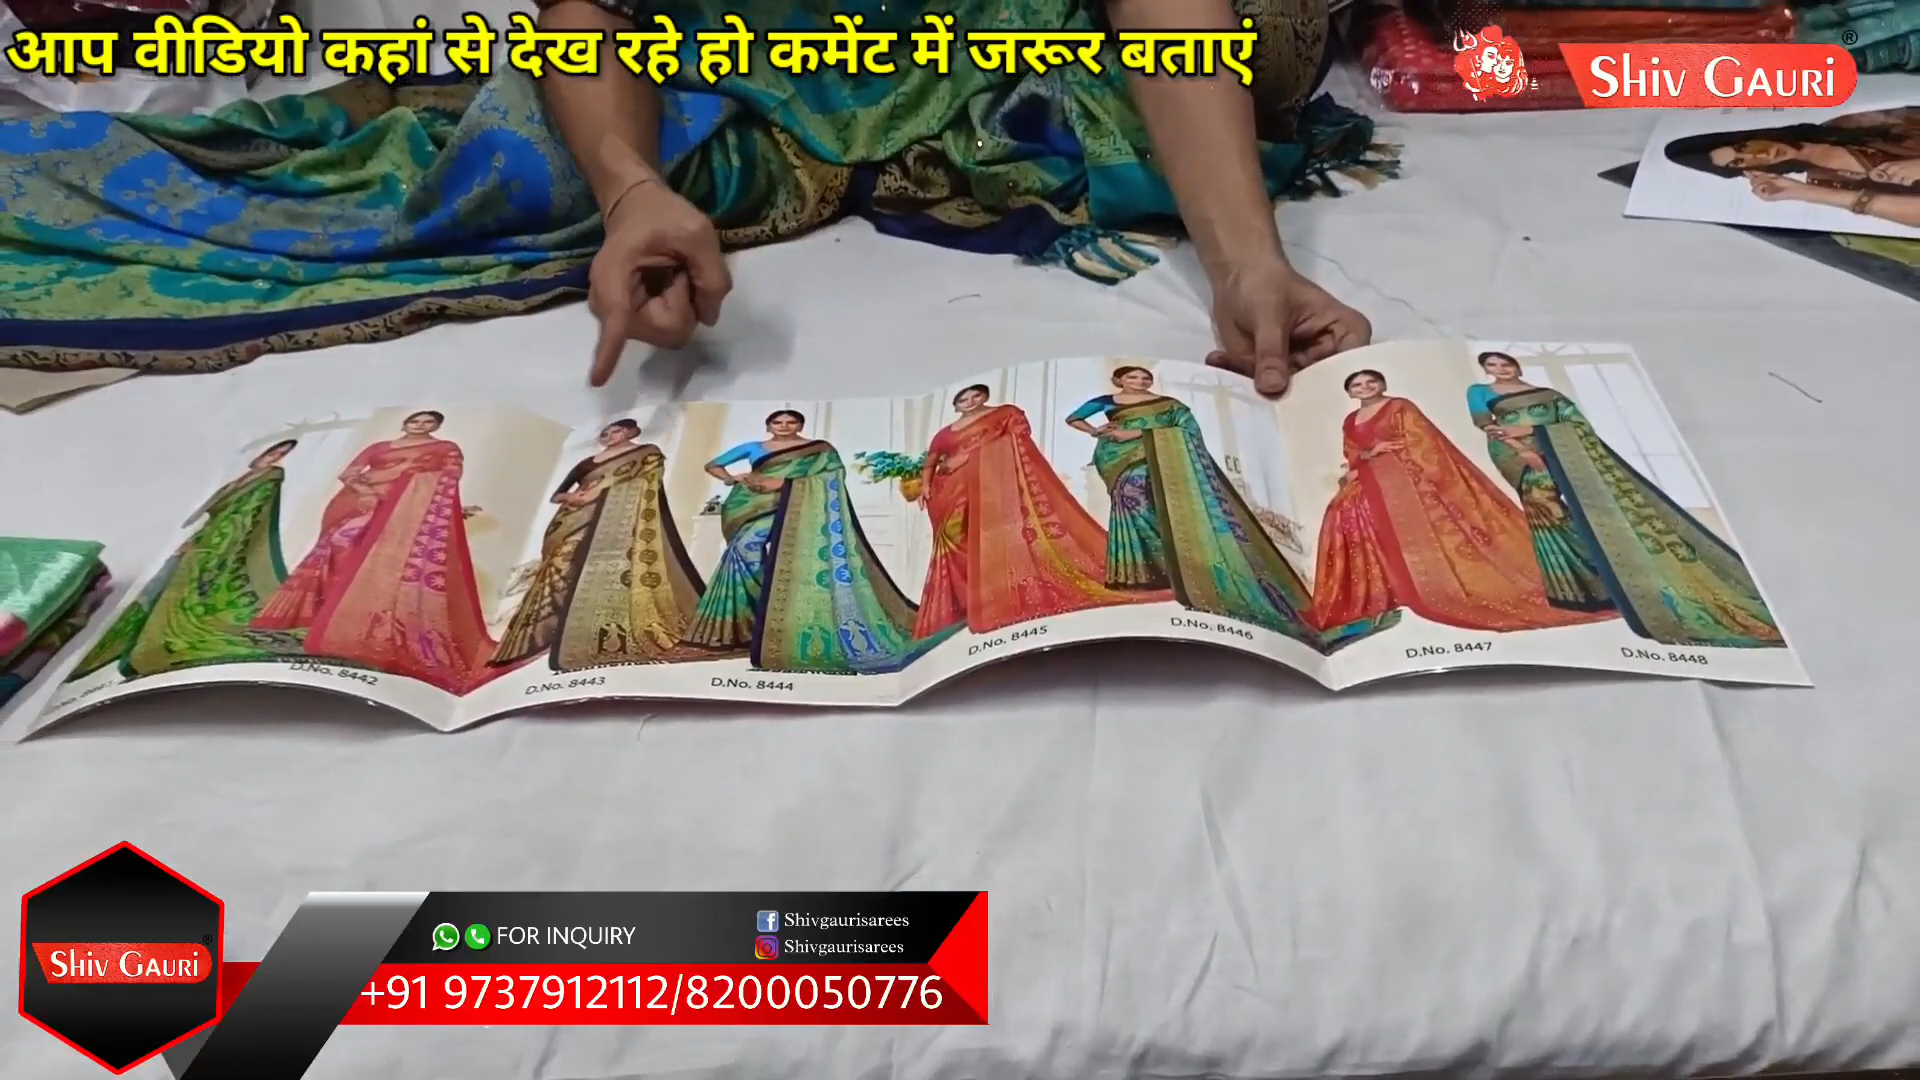 आप वीडियो कहां से देख रहे हो कमेंट में जरूर बताएं
SHIV GAURI ®
D.No. 8442
D.No. 8443
D.No. 8444
D.No. 8445
D.No. 8446
D.No. 8447
D.No. 8448
SHIV GAURI
FOR INQUIRY
Shivgaurisarees
Shivgaurisarees
+91 9737912112/8200050776